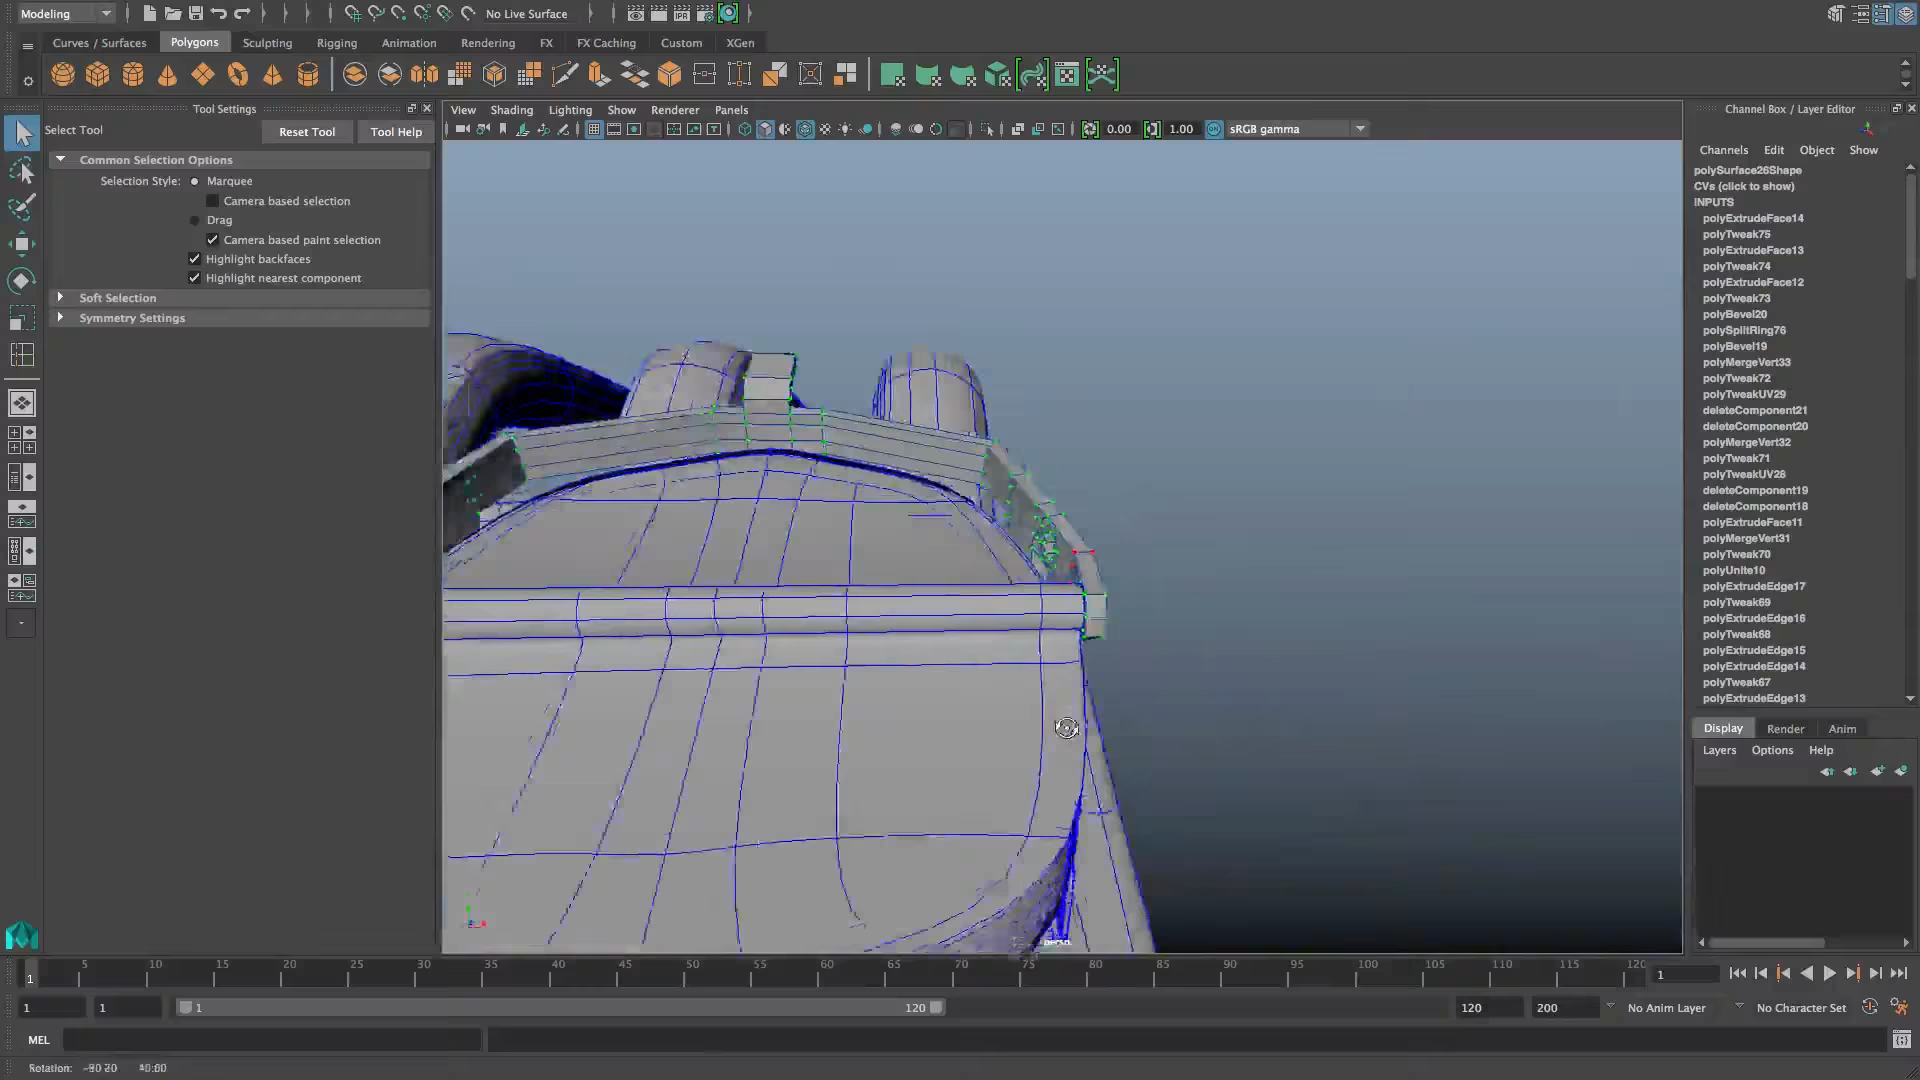 Modeling
No Live Surface
Curves / Surfaces
Polygons
Sculpting
Rigging
Animation
Rendering
FX
FX Caching
Custom
XGen
Tool Settings
Select Tool
Reset Tool
Tool Help
Common Selection Options
Selection Style:
Marquee
Camera based selection
Drag
Camera based paint selection
Highlight backfaces
Highlight nearest component
Soft Selection
Symmetry Settings
View
Shading
Lighting
Show
Renderer
Panels
0.00
1.00
sRGB gamma
persp
Channel Box / Layer Editor
Channels
Edit
Object
Show
polySurface26Shape
CVs (click to show)
INPUTS
polyExtrudeFace14
polyTweak75
polyExtrudeFace13
polyTweak74
polyExtrudeFace12
polyTweak73
polyBevel20
polySplitRing76
polyBevel19
polyMergeVert33
polyTweak72
polyTweakUV29
deleteComponent21
deleteComponent20
polyMergeVert32
polyTweak71
polyTweakUV28
deleteComponent19
deleteComponent18
polyExtrudeFace11
polyMergeVert31
polyTweak70
polyUnite10
polyExtrudeEdge17
polyTweak69
polyExtrudeEdge16
polyTweak68
polyExtrudeEdge15
polyExtrudeEdge14
polyTweak67
polyExtrudeEdge13
Display
Render
Anim
Layers
Options
Help
1 5 10 15 20 25 30 35 40 45 50 55 60 65 70 75 80 85 90 95 100 105 110 115 120
1
1
1
1
120
120
200
No Anim Layer
No Character Set
MEL
Rotation: